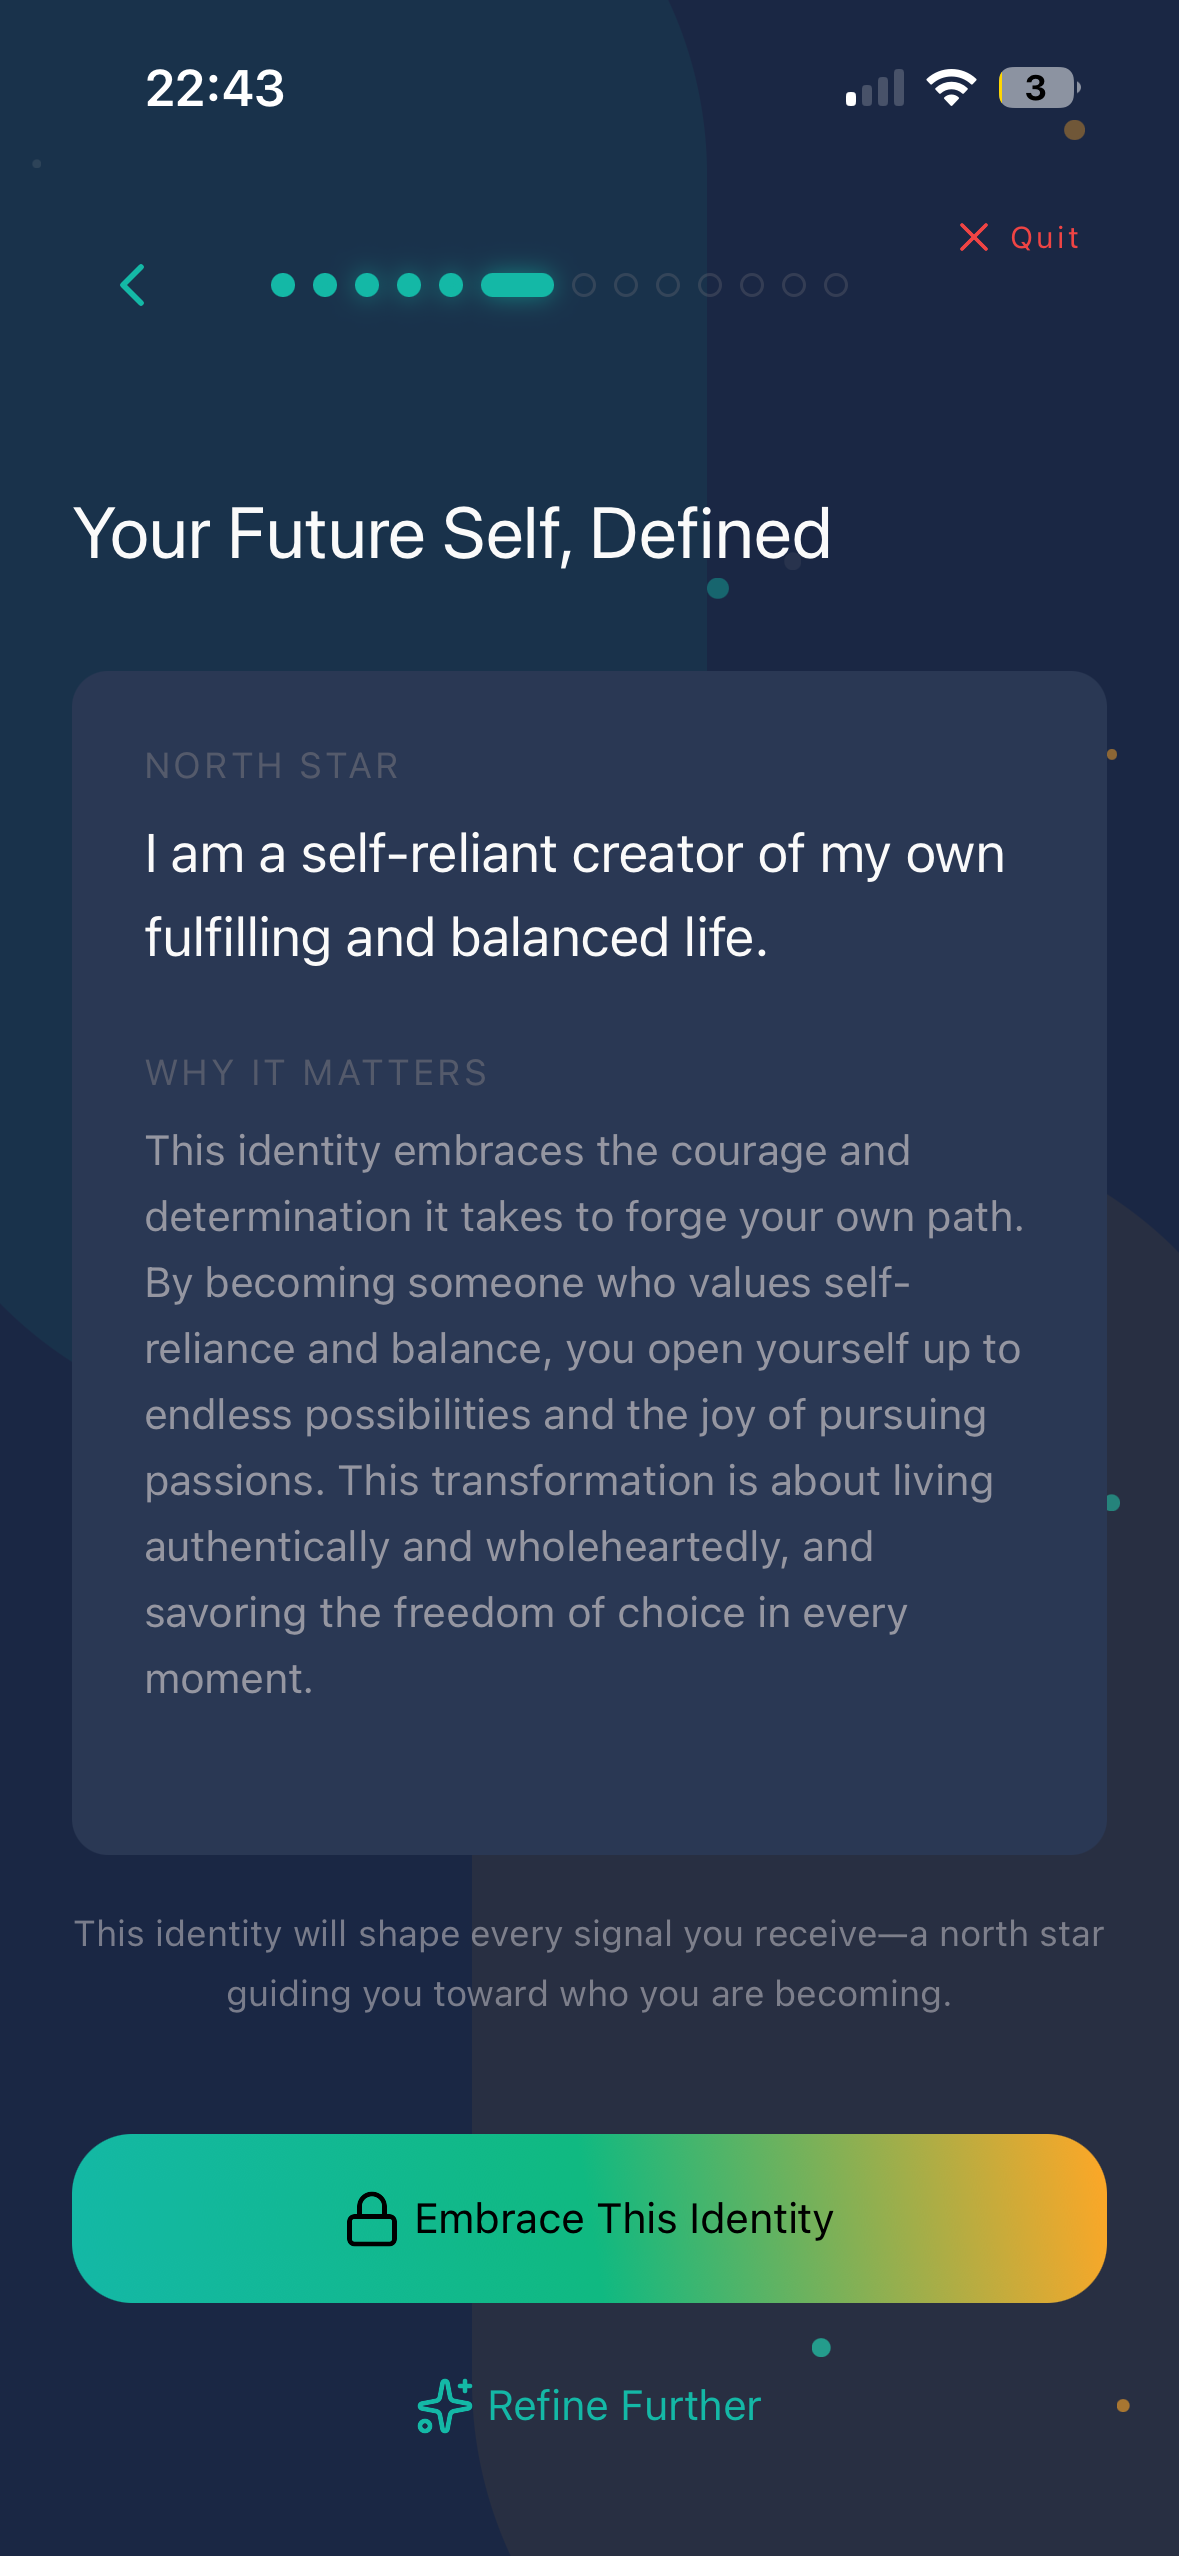 22:43
3
Quit
Your Future Self, Defined
NORTH STAR
I am a self-reliant creator of my own
fulfilling and balanced life.
WHY IT MATTERS
This identity embraces the courage and
determination it takes to forge your own path.
By becoming someone who values self-
reliance and balance, you open yourself up to
endless possibilities and the joy of pursuing
passions. This transformation is about living
authentically and wholeheartedly, and
savoring the freedom of choice in every
moment.
This identity will shape every signal you receive—a north star
guiding you toward who you are becoming.
Embrace This Identity
Refine Further